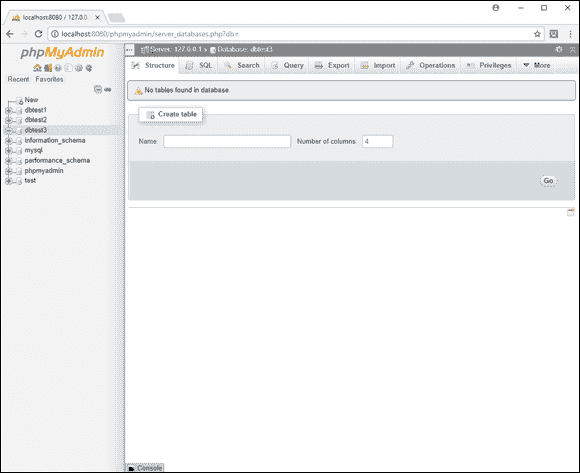 localhost:8080 / 127.0.0.1
localhost:8080/phpmyadmin/server_databases.php?db=
phpMyAdmin
Recent Favorites
New
dbtest1
dbtest2
dbtest3
information_schema
mysql
performance_schema
phpmyadmin
test
Server: 127.0.0.1 » Database: dbtest3
Structure SQL Search Query Export Import Operations Privileges More
No tables found in database
Create table
Name: Number of columns: 4
Go
Console